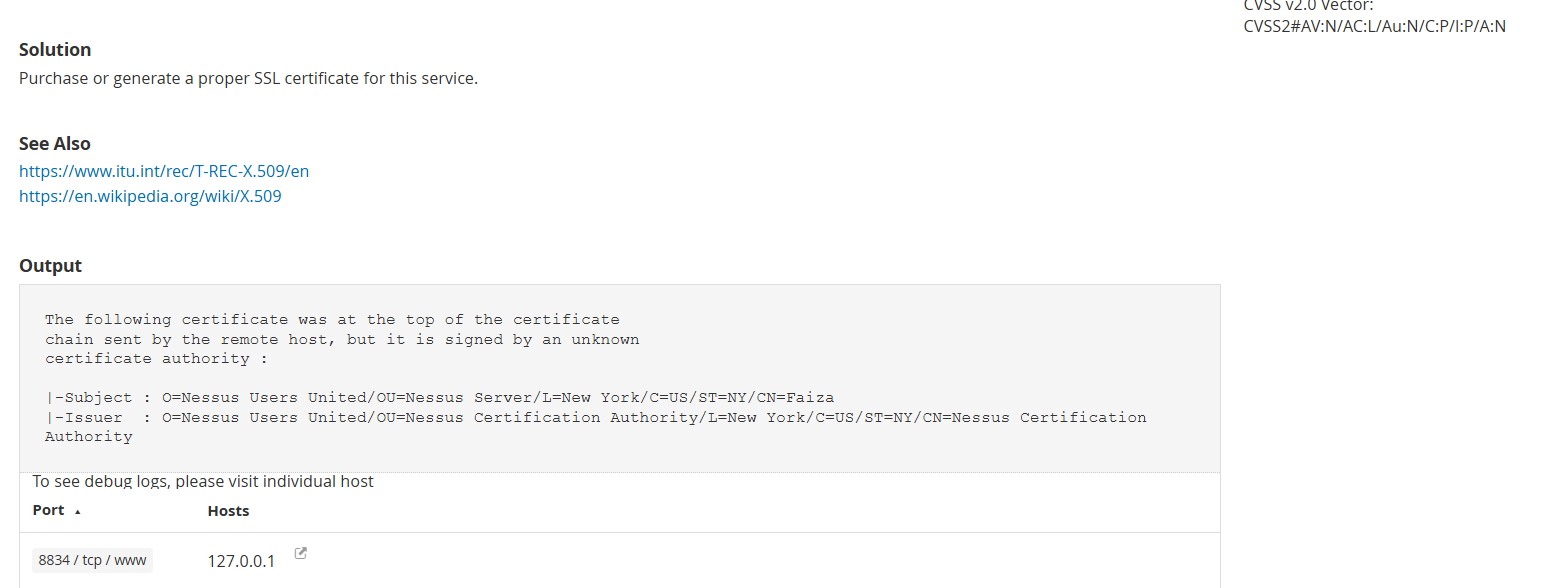 CVSS v2.0 Vector:
CVSS2#AV:N/AC:L/Au:N/C:P/I:P/A:N
Solution
Purchase or generate a proper SSL certificate for this service.
See Also
https://www.itu.int/rec/T-REC-X.509/en
https://en.wikipedia.org/wiki/X.509
Output
The following certificate was at the top of the certificate
chain sent by the remote host, but it is signed by an unknown
certificate authority :
|-Subject : O=Nessus Users United/OU=Nessus Server/L=New York/C=US/ST=NY/CN=Faiza
|-Issuer  : O=Nessus Users United/OU=Nessus Certification Authority/L=New York/C=US/ST=NY/CN=Nessus Certification
Authority
To see debug logs, please visit individual host
Port ▲ Hosts
8834 / tcp / www 127.0.0.1